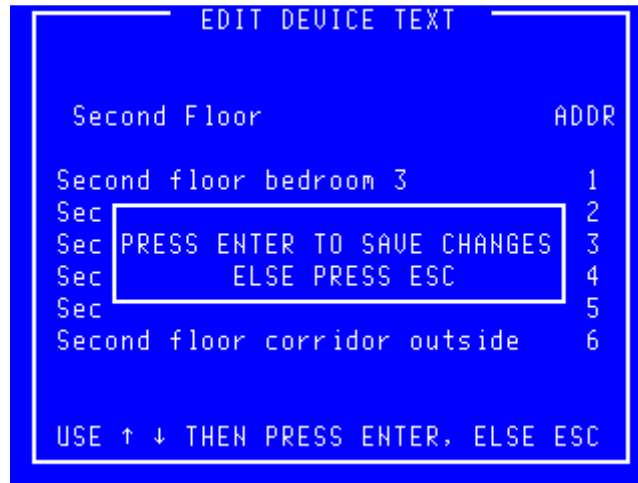 EDIT DEVICE TEXT
Second Floor ADDR
Second floor bedroom 3 1
Sec 2
Sec 3
PRESS ENTER TO SAVE CHANGES
Sec 4
ELSE PRESS ESC
Sec 5
Second floor corridor outside 6
USE ↑ ↓ THEN PRESS ENTER, ELSE ESC